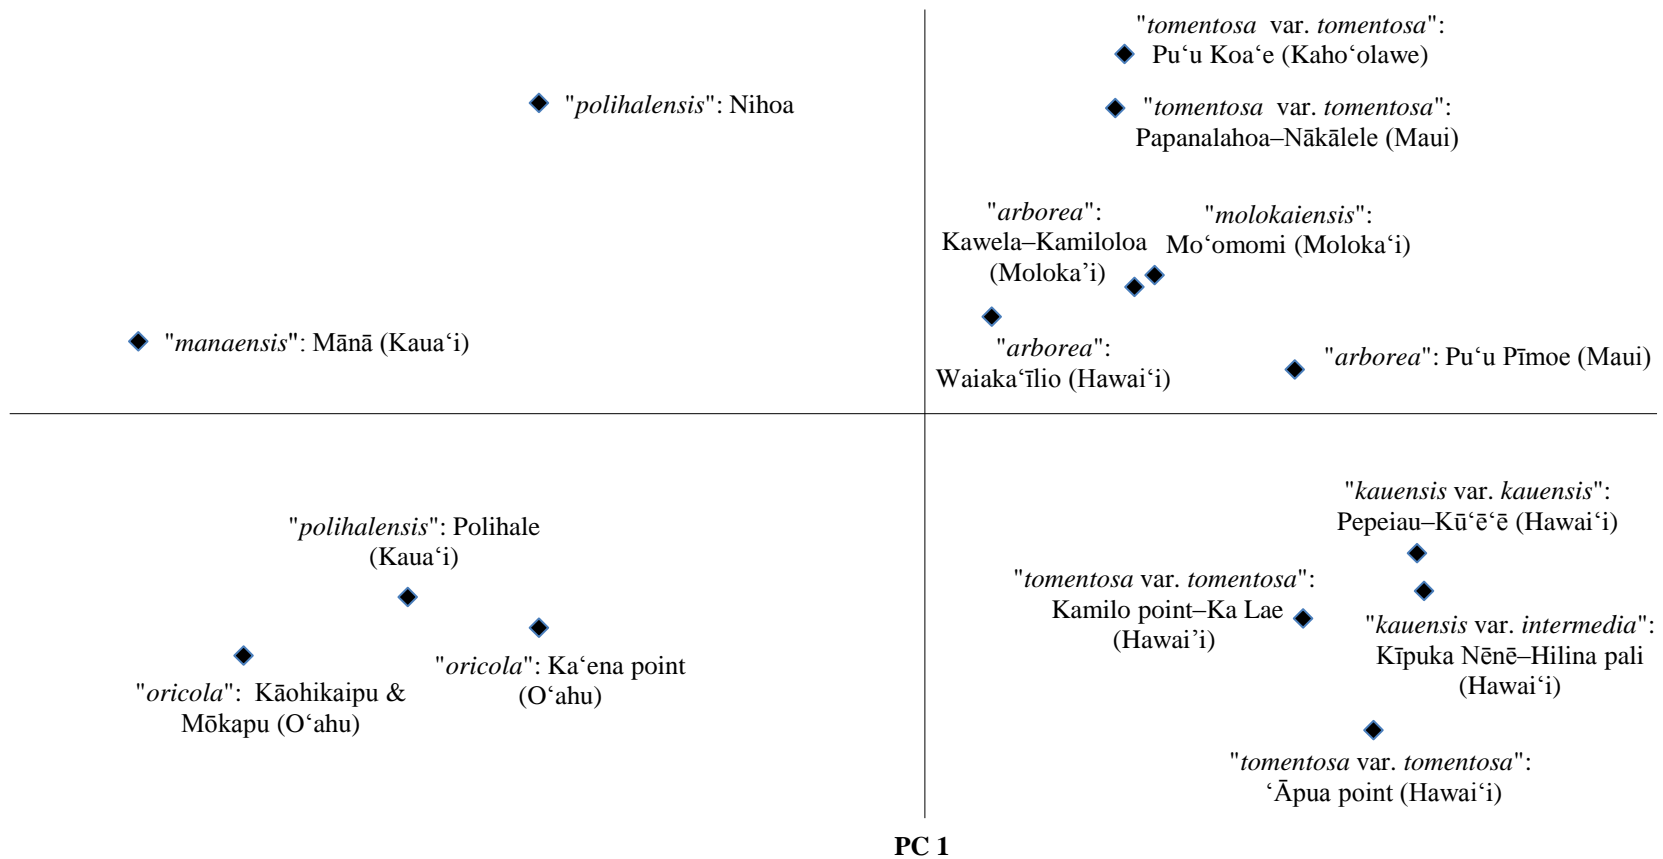 "tomentosa var. tomentosa":
Pu‘u Koa‘e (Kaho‘olawe)
"polihalensis": Nihoa
"tomentosa var. tomentosa":
Papanalahoa–Nākālele (Maui)
"arborea":
Kawela–Kamiloloa
(Moloka’i)
"molokaiensis":
Mo‘omomi (Moloka‘i)
"manaensis": Mānā (Kaua‘i)
"arborea":
Waiaka‘īlio (Hawai‘i)
"arborea": Pu‘u Pīmoe (Maui)
"kauensis var. kauensis":
Pepeiau–Kū‘ē‘ē (Hawai‘i)
"polihalensis": Polihale
(Kaua‘i)
"tomentosa var. tomentosa":
Kamilo point–Ka Lae
(Hawai’i)
"kauensis var. intermedia":
Kīpuka Nēnē–Hilina pali
(Hawai‘i)
"oricola": Ka‘ena point
(O‘ahu)
"oricola": Kāohikaipu &
Mōkapu (O‘ahu)
"tomentosa var. tomentosa":
‘Āpua point (Hawai‘i)
PC 1